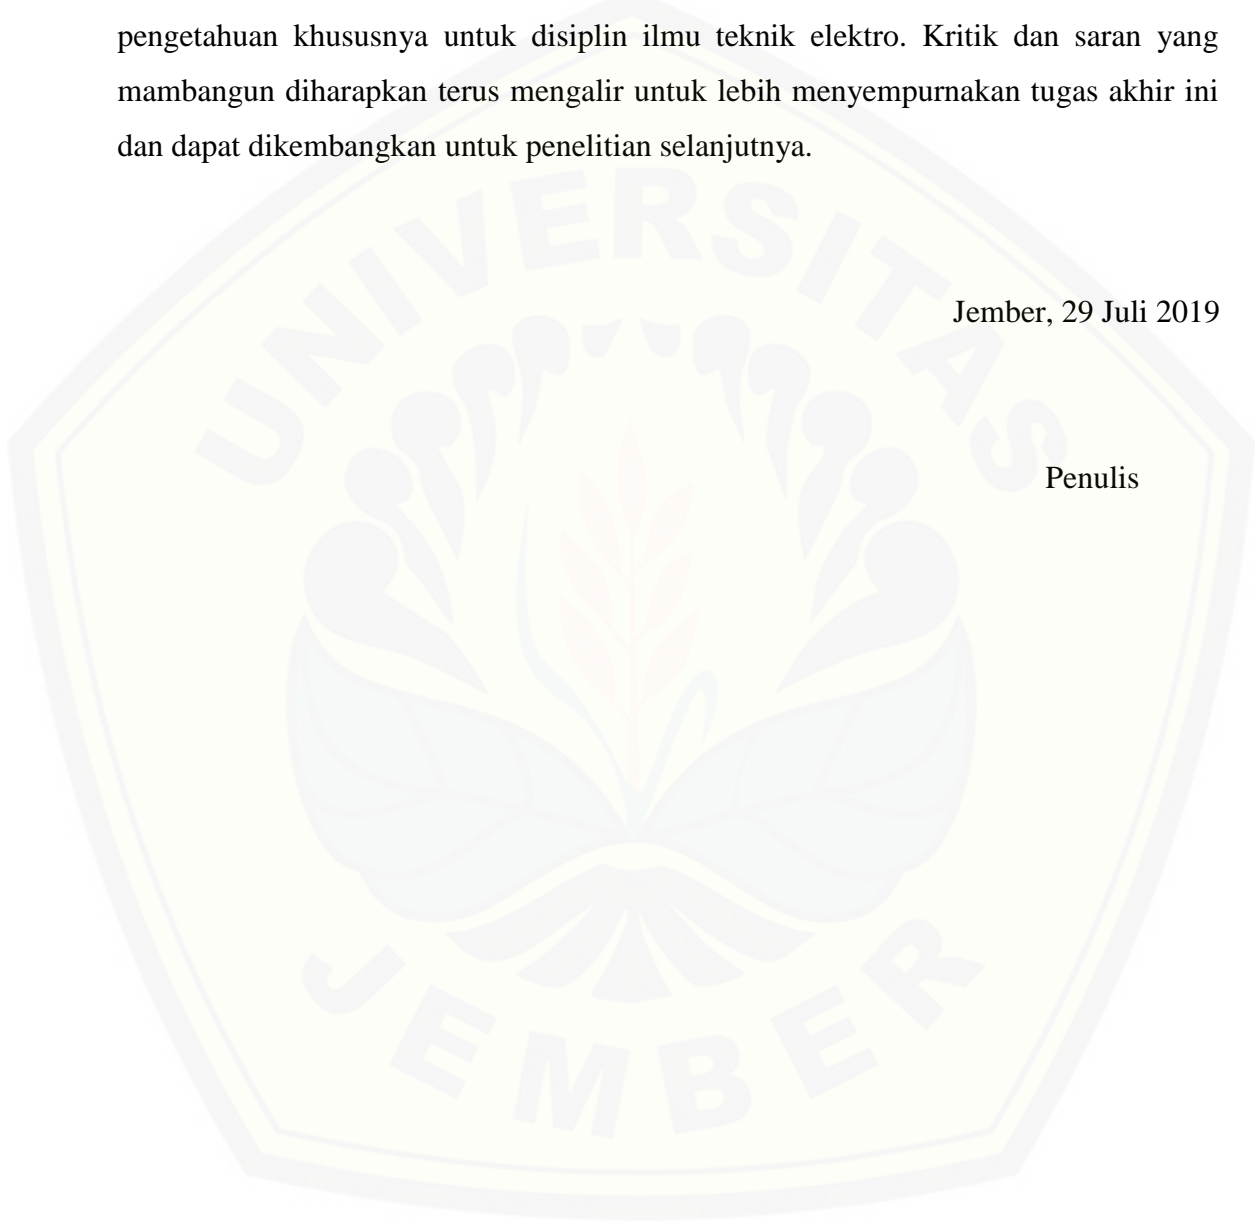 pengetahuan khususnya untuk disiplin ilmu teknik elektro. Kritik dan saran yang
mambangun diharapkan terus mengalir untuk lebih menyempurnakan tugas akhir ini
dan dapat dikembangkan untuk penelitian selanjutnya.
UNIVERSITAS
Jember, 29 Juli 2019
Penulis
JEMBER